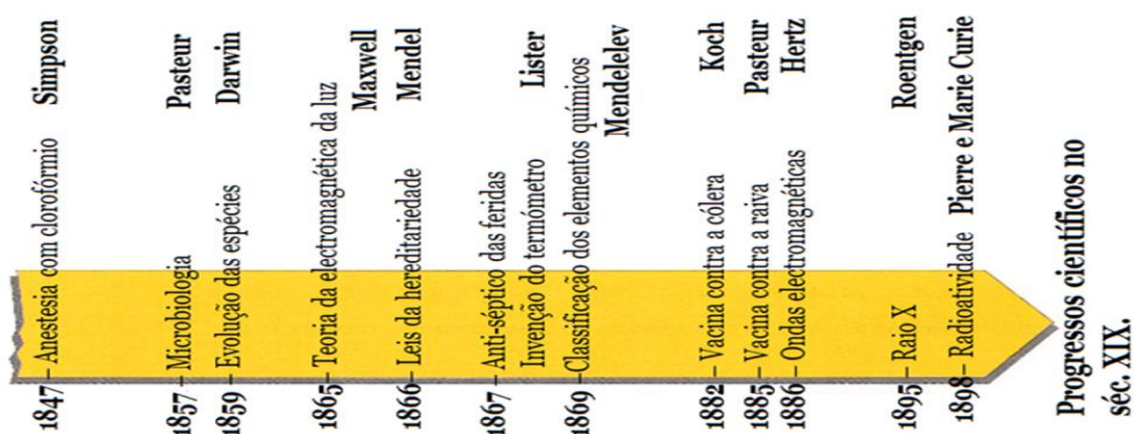 1847 – Anestesia com clorofórmio Simpson
1857 – Microbiologia Pasteur
1859 – Evolução das espécies Darwin
1865 – Teoria da electromagnética da luz
Maxwell
1866 – Leis da hereditariedade Mendel
1867 – Anti-séptico das feridas
Invenção do termómetro Lister
1869 – Classificação dos elementos químicos
Mendelelev
1882 – Vacina contra a cólera Koch
1885 – Vacina contra a raiva Pasteur
1886 – Ondas electromagnéticas Hertz
1895 – Raio X Roentgen
1898 – Radioatividade Pierre e Marie Curie
Progressos científicos no
séc. XIX.